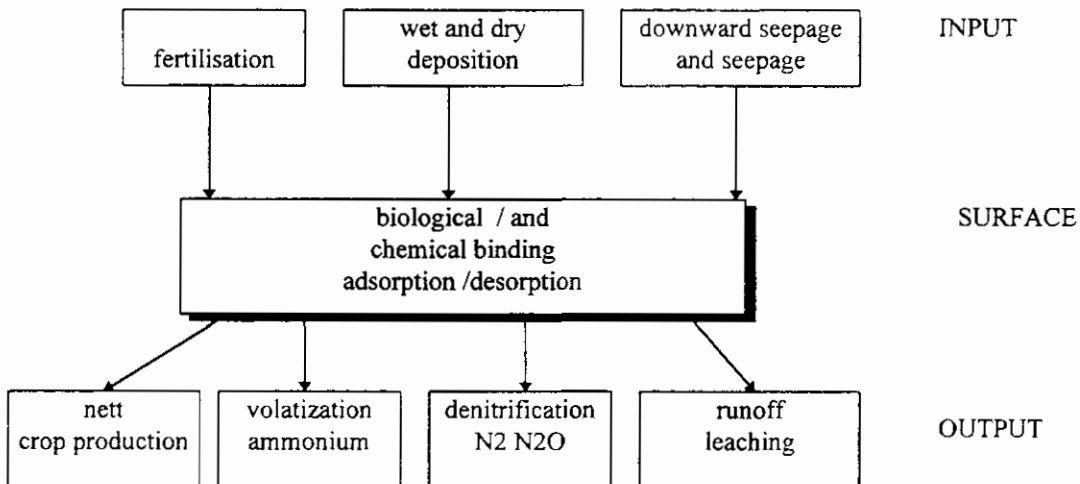 fertilisation
wet and dry
deposition
downward seepage
and seepage
INPUT
biological / and
chemical binding
adsorption /desorption
SURFACE
nett
crop production
volatization
ammonium
denitrification
N2 N2O
runoff
leaching
OUTPUT